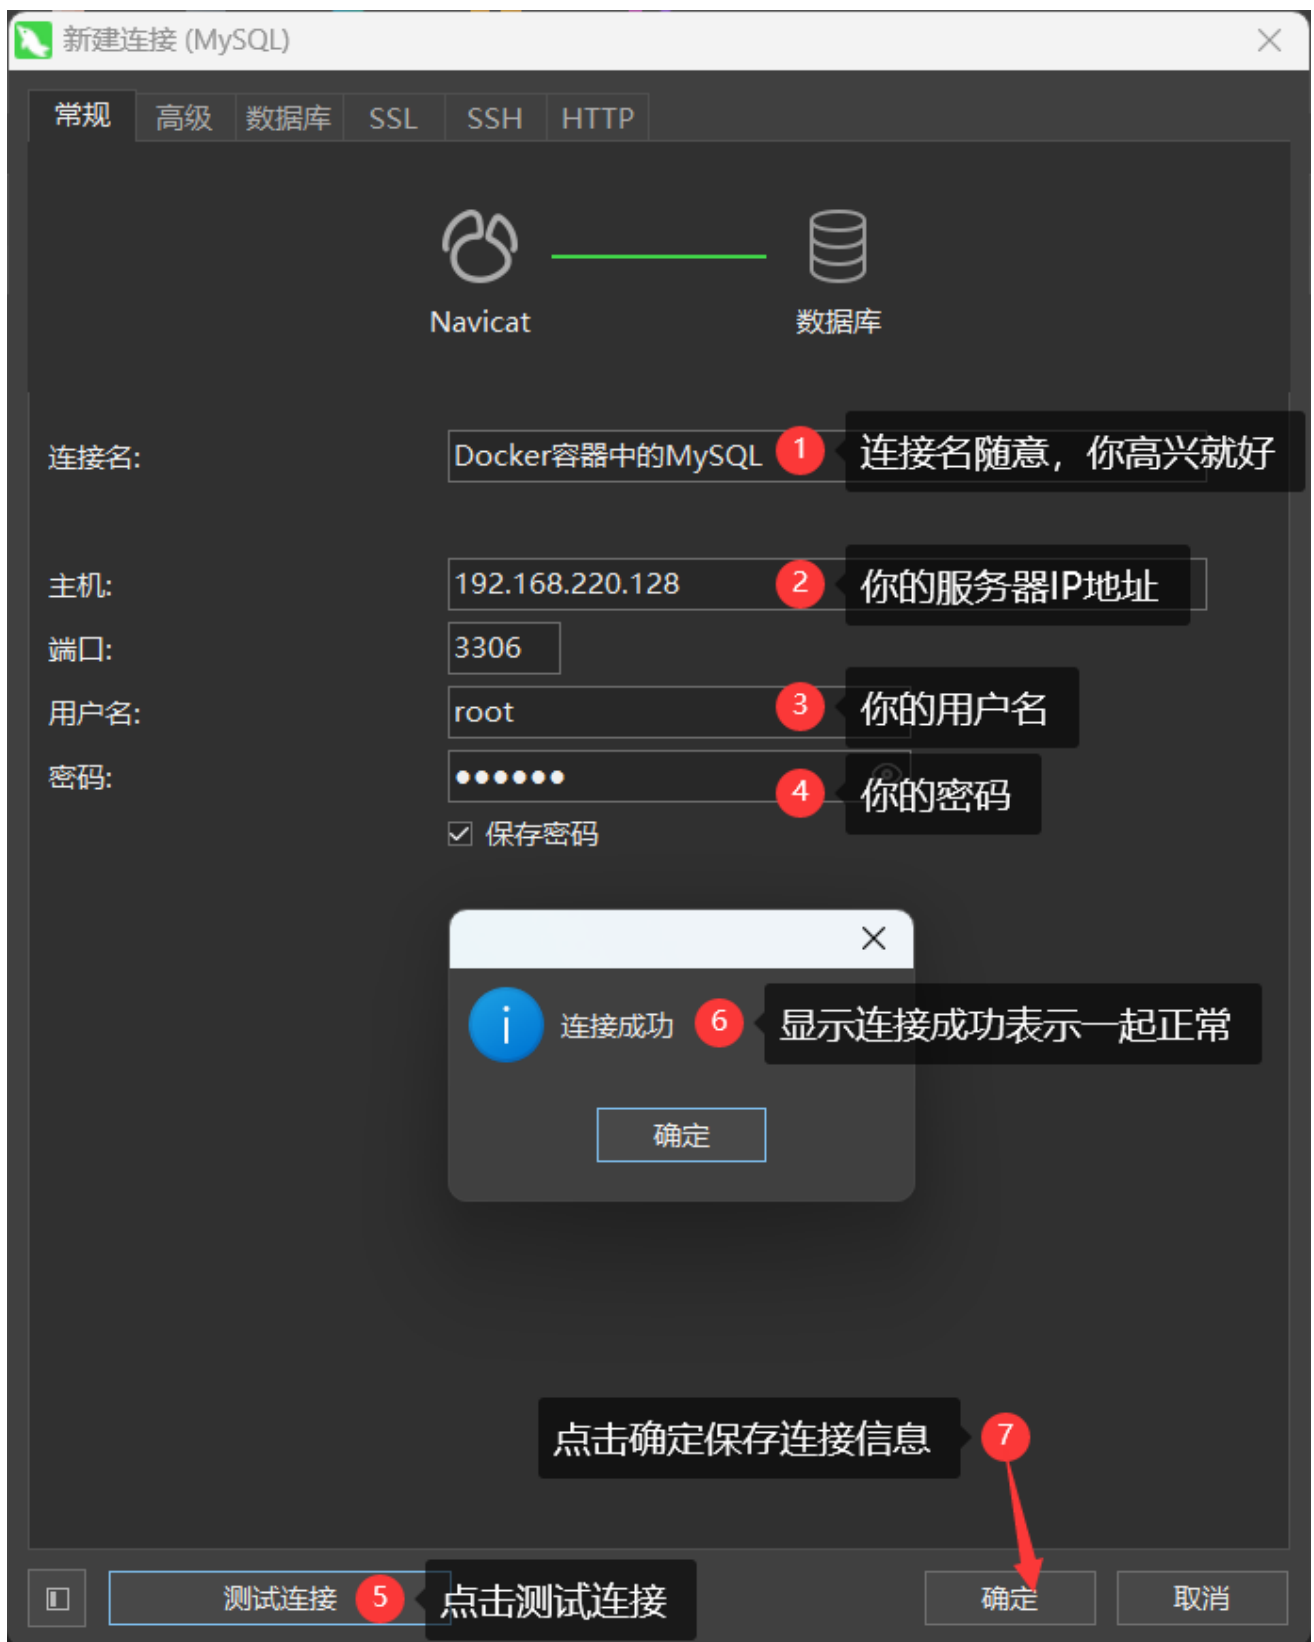 新建连接 (MySQL)
常规 高级 数据库 SSL SSH HTTP
Navicat 数据库
连接名: Docker容器中的MySQL 1 连接名随意，你高兴就好
主机: 192.168.220.128 2 你的服务器IP地址
端口: 3306
用户名: root 3 你的用户名
密码: ●●●●●● 4 你的密码
保存密码
i 连接成功 6 显示连接成功表示一起正常
确定
点击确定保存连接信息 7
测试连接 5 点击测试连接 确定 取消